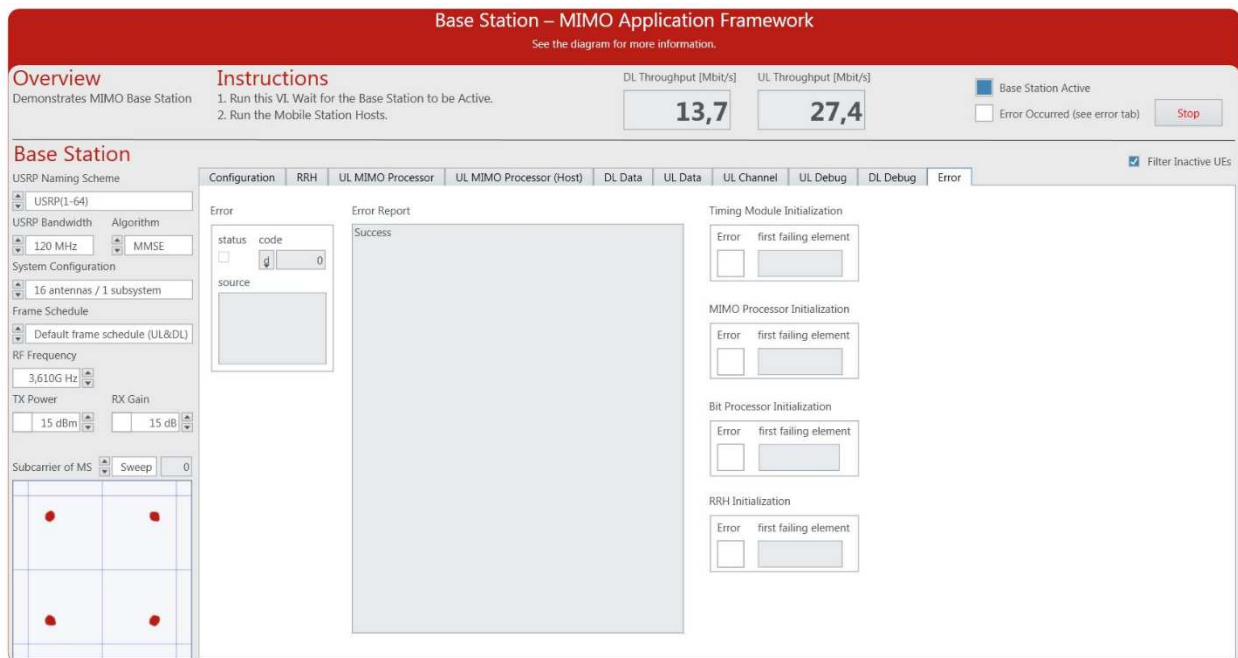 Base Station – MIMO Application Framework
See the diagram for more information.
Overview
Demonstrates MIMO Base Station
Instructions
1. Run this VI. Wait for the Base Station to be Active.
2. Run the Mobile Station Hosts.
DL Throughput [Mbit/s]
13,7
UL Throughput [Mbit/s]
27,4
Base Station Active
Error Occurred (see error tab)
Stop
Base Station
Filter Inactive UEs
USRP Naming Scheme
USRP(1-64)
USRP Bandwidth Algorithm
120 MHz MMSE
System Configuration
16 antennas / 1 subsystem
Frame Schedule
Default frame schedule (UL&DL)
RF Frequency
3,610G Hz
TX Power RX Gain
15 dBm 15 dB
Subcarrier of MS Sweep 0
Configuration RRH UL MIMO Processor UL MIMO Processor (Host) DL Data UL Data UL Channel UL Debug DL Debug Error
Error
status code
d 0
source
Error Report
Success
Timing Module Initialization
Error first failing element
MIMO Processor Initialization
Error first failing element
Bit Processor Initialization
Error first failing element
RRH Initialization
Error first failing element